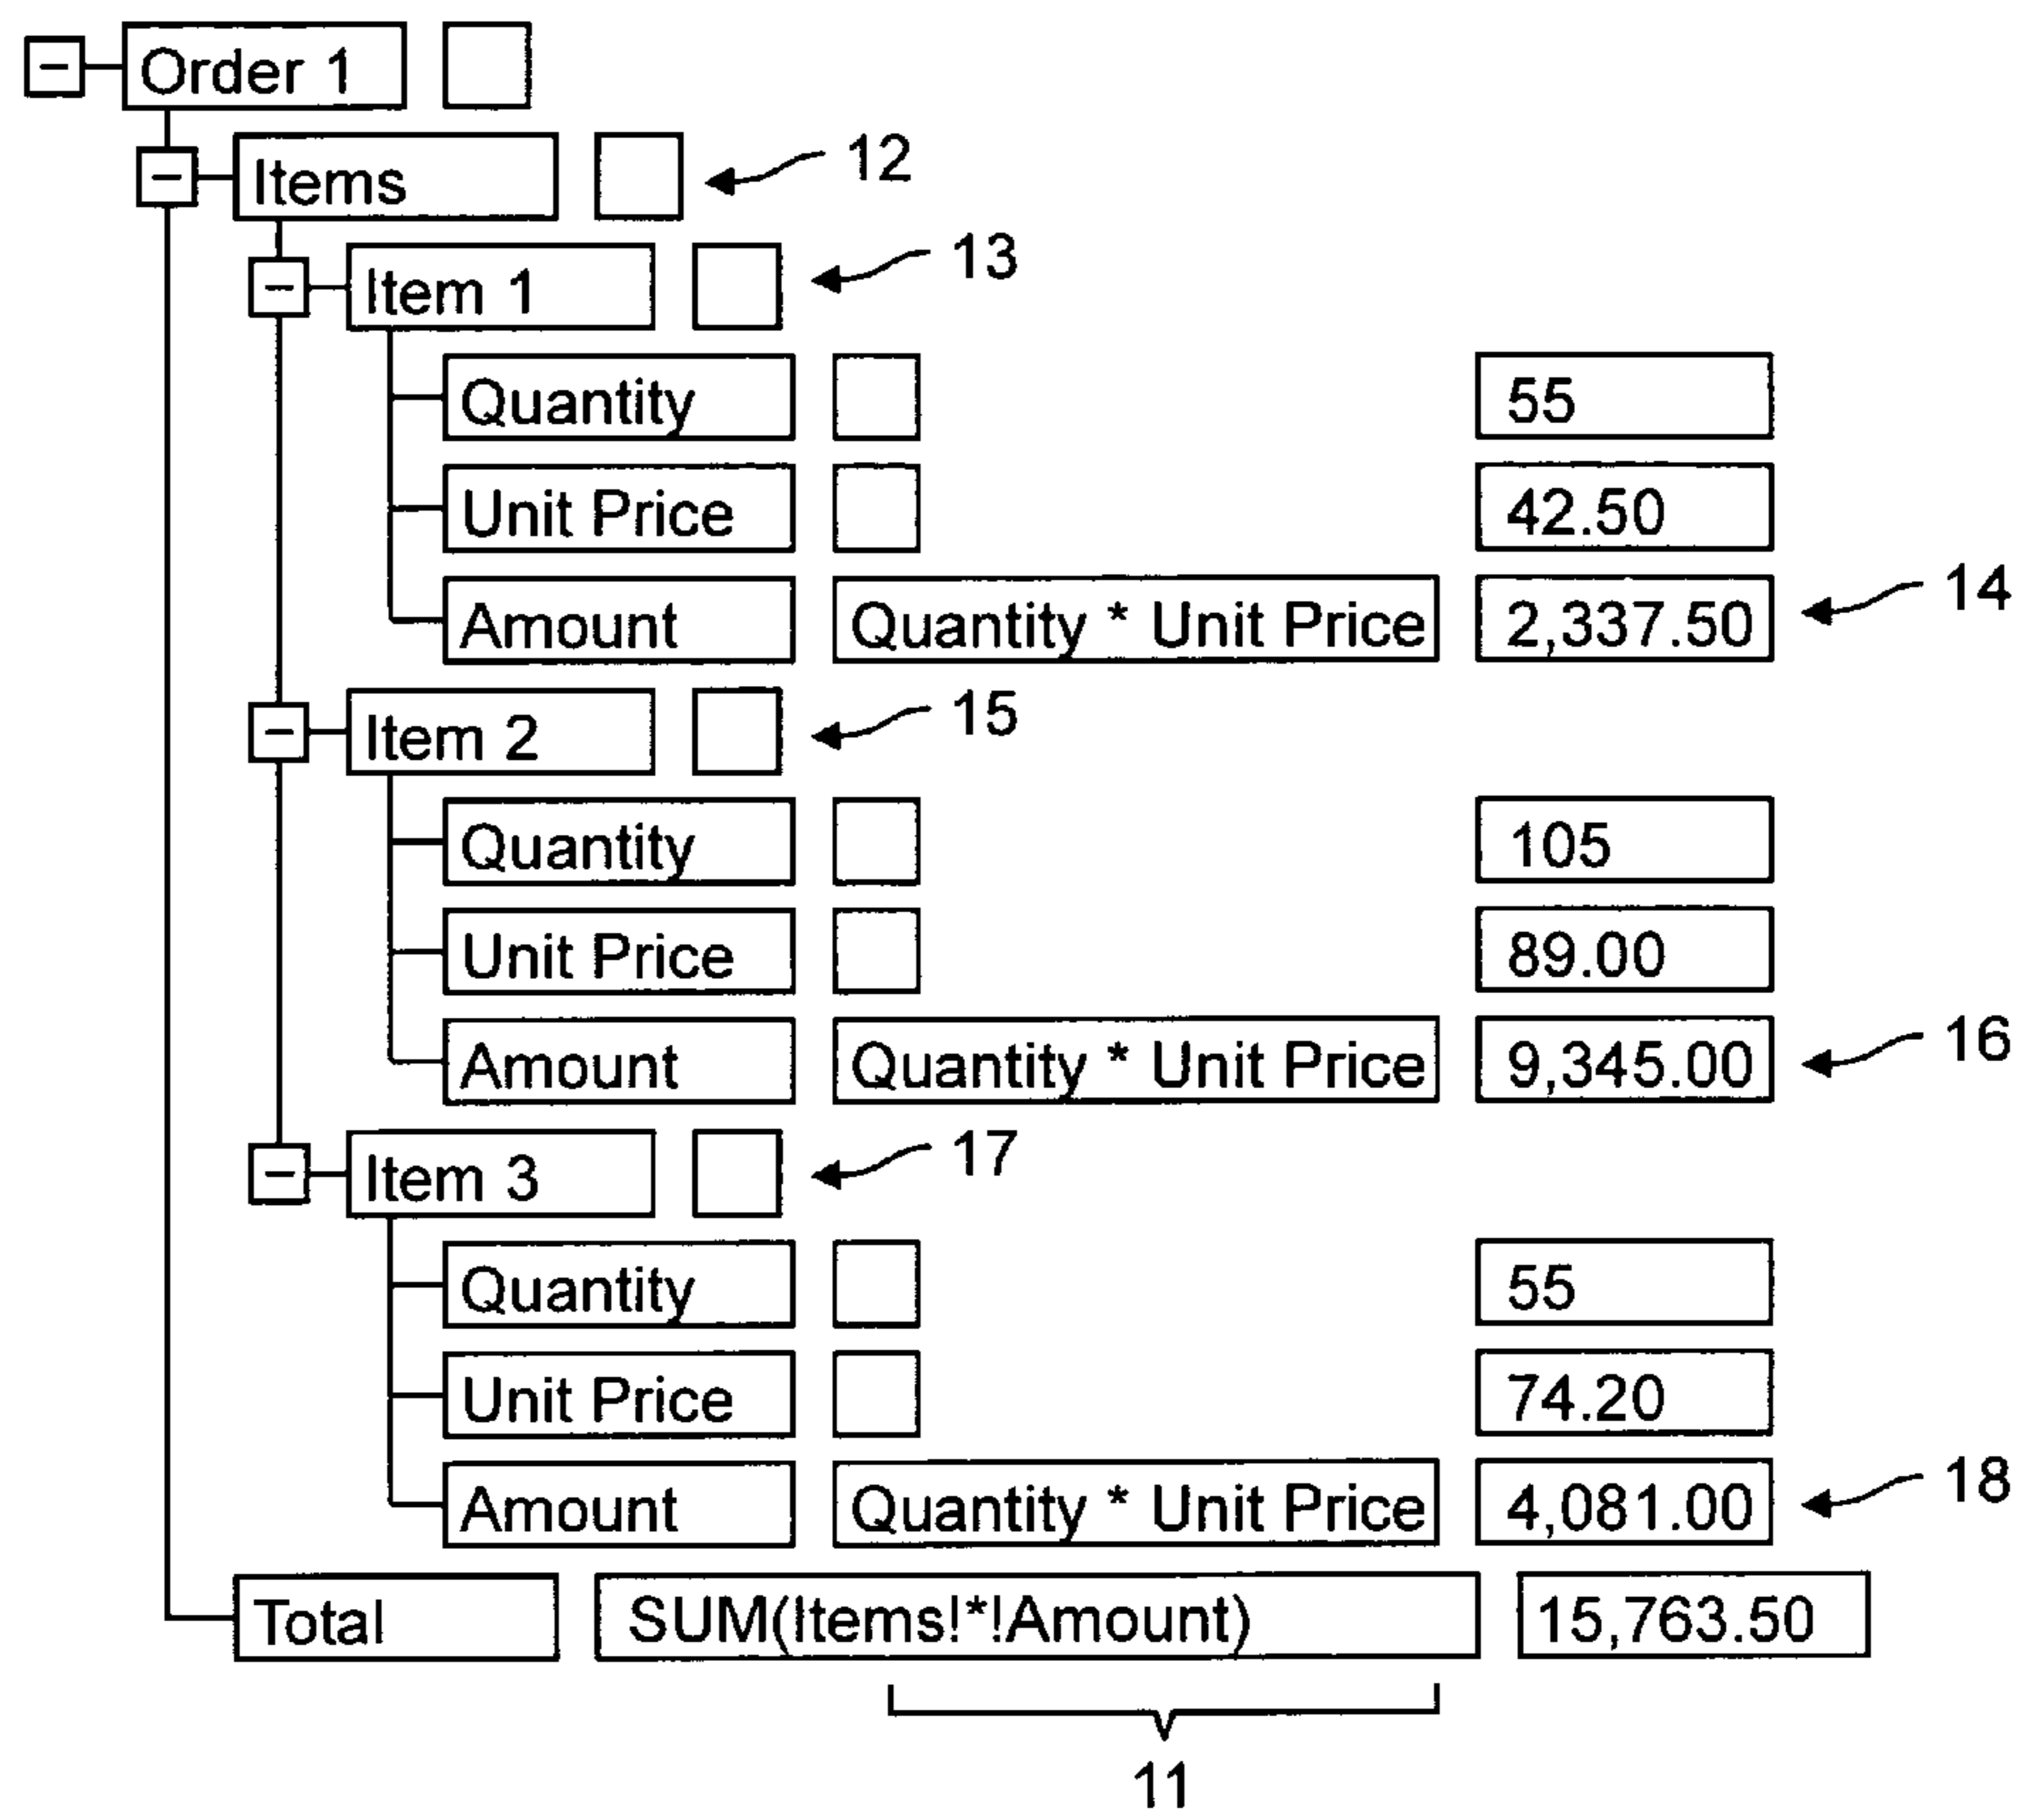 Order 1
Items 12
Item 1 13
Quantity 55
Unit Price 42.50
Amount Quantity * Unit Price 2,337.50 14
Item 2 15
Quantity 105
Unit Price 89.00
Amount Quantity * Unit Price 9,345.00 16
Item 3 17
Quantity 55
Unit Price 74.20
Amount Quantity * Unit Price 4,081.00 18
Total SUM(Items!*!Amount) 15,763.50
11